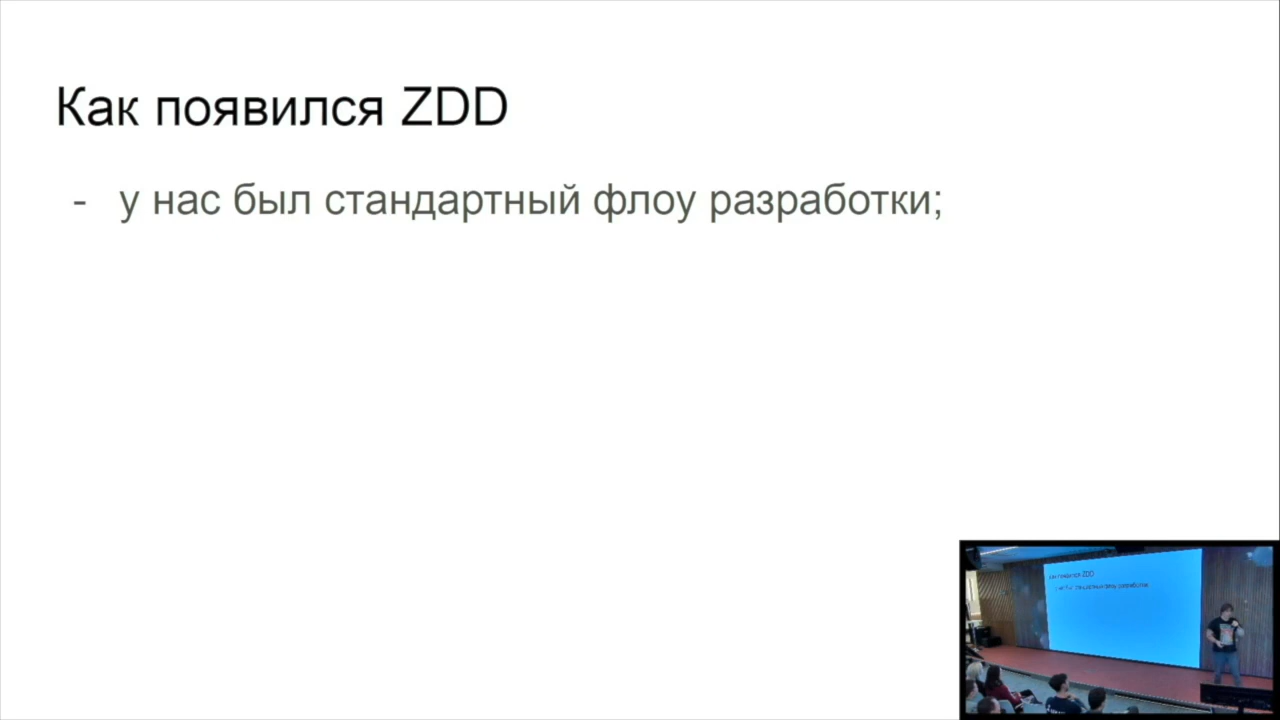 Как появился ZDD
- у нас был стандартный флоу разработки;